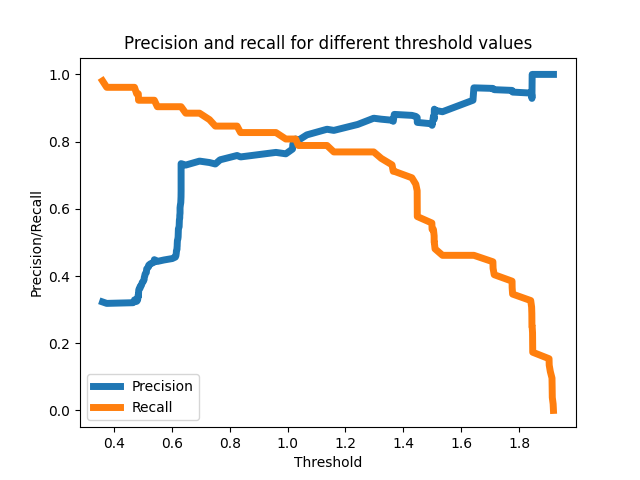 Precision and recall for different threshold values
1.0
0.8
0.6
0.4
0.2
0.0
Precision/Recall
Precision
Recall
0.4 0.6 0.8 1.0 1.2 1.4 1.6 1.8
Threshold